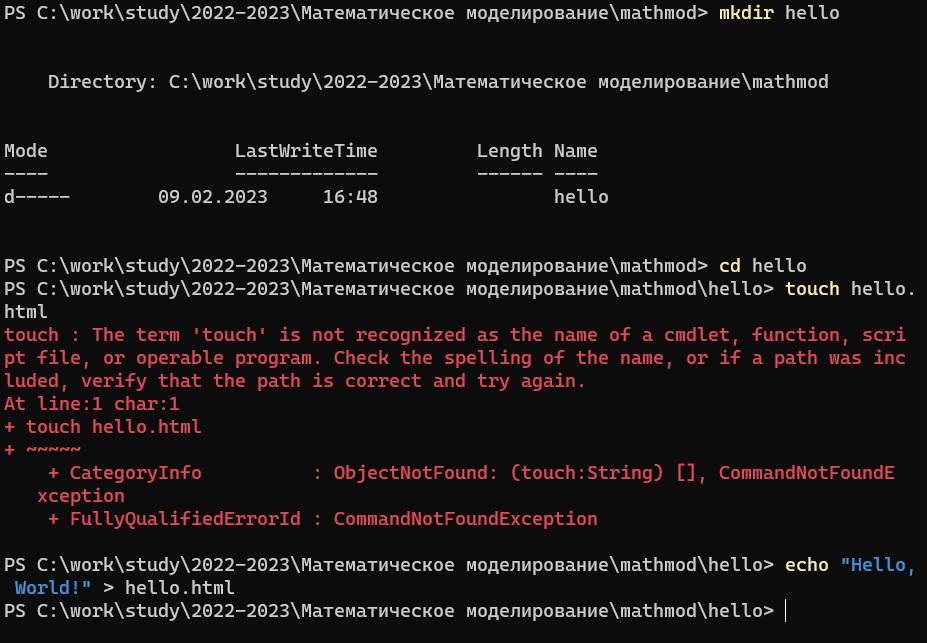 PS C:\work\study\2022-2023\Математическое моделирование\mathmod> mkdir hello
    Directory: C:\work\study\2022-2023\Математическое моделирование\mathmod
Mode                 LastWriteTime         Length Name
----                 -------------         ------ ----
d-----        09.02.2023     16:48                hello
PS C:\work\study\2022-2023\Математическое моделирование\mathmod> cd hello
PS C:\work\study\2022-2023\Математическое моделирование\mathmod\hello> touch hello.
html
touch : The term 'touch' is not recognized as the name of a cmdlet, function, scri
pt file, or operable program. Check the spelling of the name, or if a path was inc
luded, verify that the path is correct and try again.
At line:1 char:1
+ touch hello.html
+ ~~~~~
    + CategoryInfo          : ObjectNotFound: (touch:String) [], CommandNotFoundE
   xception
    + FullyQualifiedErrorId : CommandNotFoundException
PS C:\work\study\2022-2023\Математическое моделирование\mathmod\hello> echo "Hello,
 World!" > hello.html
PS C:\work\study\2022-2023\Математическое моделирование\mathmod\hello>